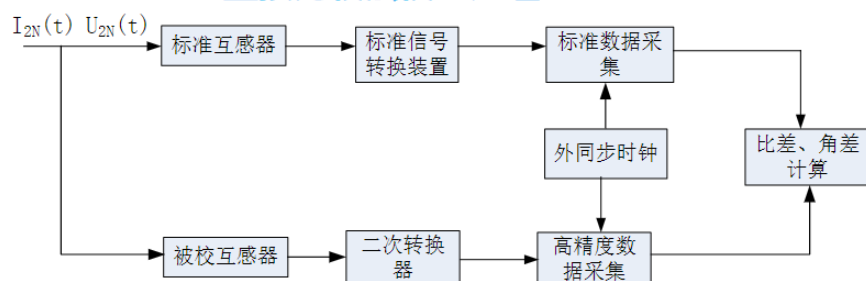 I2N(t) U2N(t)
标准互感器
标准信号
转换装置
标准数据采
集
外同步时钟
比差、角差
计算
被校互感器
二次转换
器
高精度数
据采集